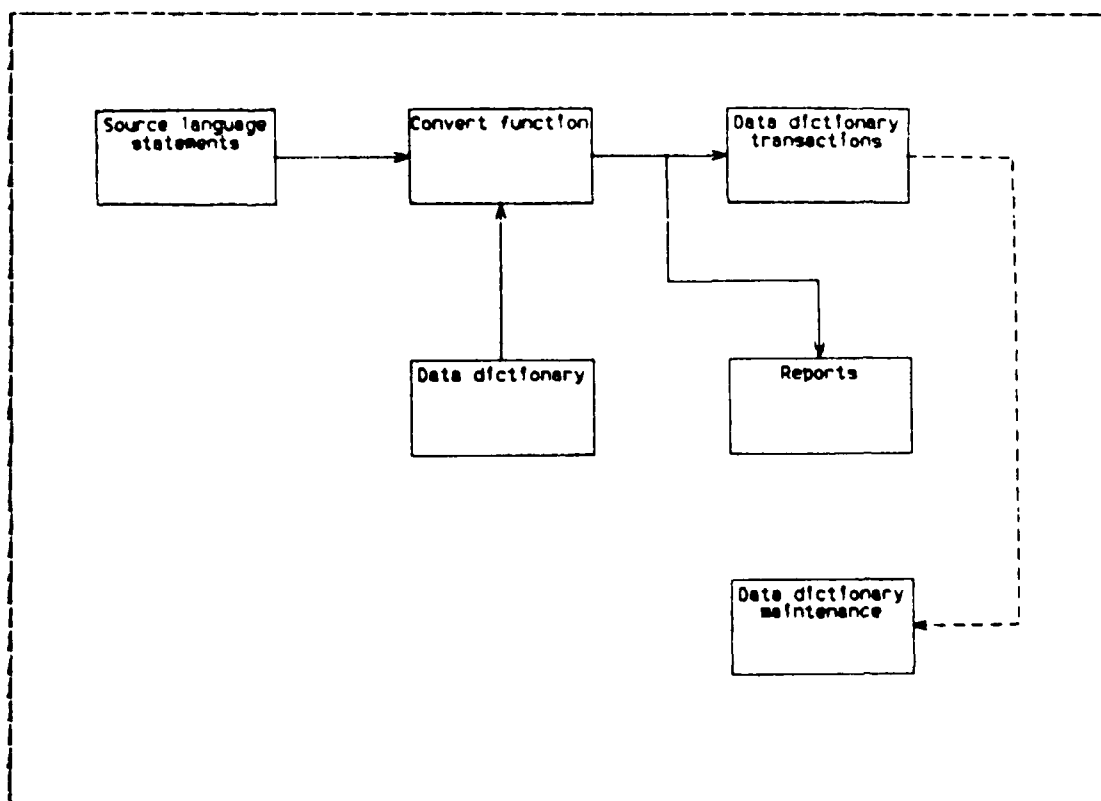 Source language
statements
Convert function
Data dictionary
transactions
Data dictionary
Reports
Data dictionary
maintenance